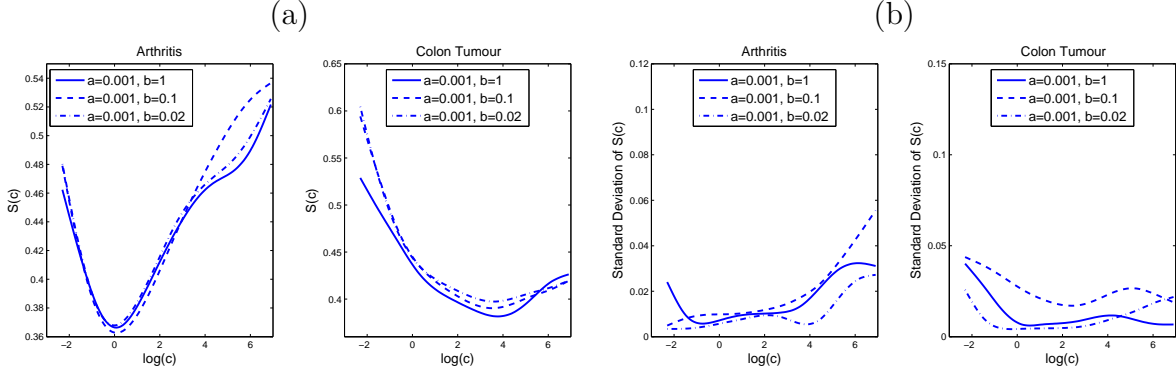 (a)
(b)
Arthritis
a=0.001, b=1
a=0.001, b=0.1
a=0.001, b=0.02
S(c)
0.54
0.52
0.5
0.48
0.46
0.44
0.42
0.4
0.38
0.36
−2 0 2 4 6
log(c)
Colon Tumour
a=0.001, b=1
a=0.001, b=0.1
a=0.001, b=0.02
S(c)
0.65
0.6
0.55
0.5
0.45
0.4
−2 0 2 4 6
log(c)
Arthritis
a=0.001, b=1
a=0.001, b=0.1
a=0.001, b=0.02
Standard Deviation of S(c)
0.12
0.1
0.08
0.06
0.04
0.02
0
−2 0 2 4 6
log(c)
Colon Tumour
a=0.001, b=1
a=0.001, b=0.1
a=0.001, b=0.02
Standard Deviation of S(c)
0.15
0.1
0.05
0
−2 0 2 4 6
log(c)